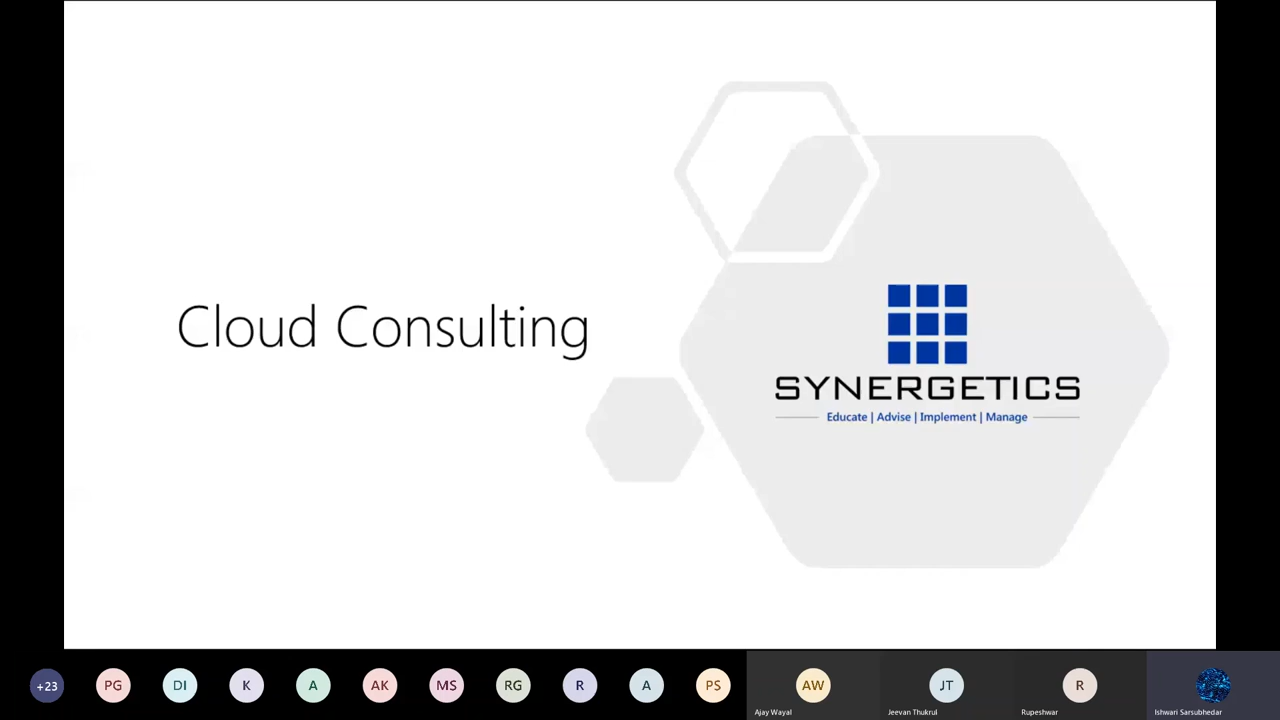 Cloud Consulting
SYNERGETICS
Educate | Advise | Implement | Manage
+23
PG
DI
K
A
AK
MS
RG
R
A
PS
AW
JT
R
Ajay Wayal
Jeevan Thukrul
Rupeshwar
Ishwari Sarsubhedar